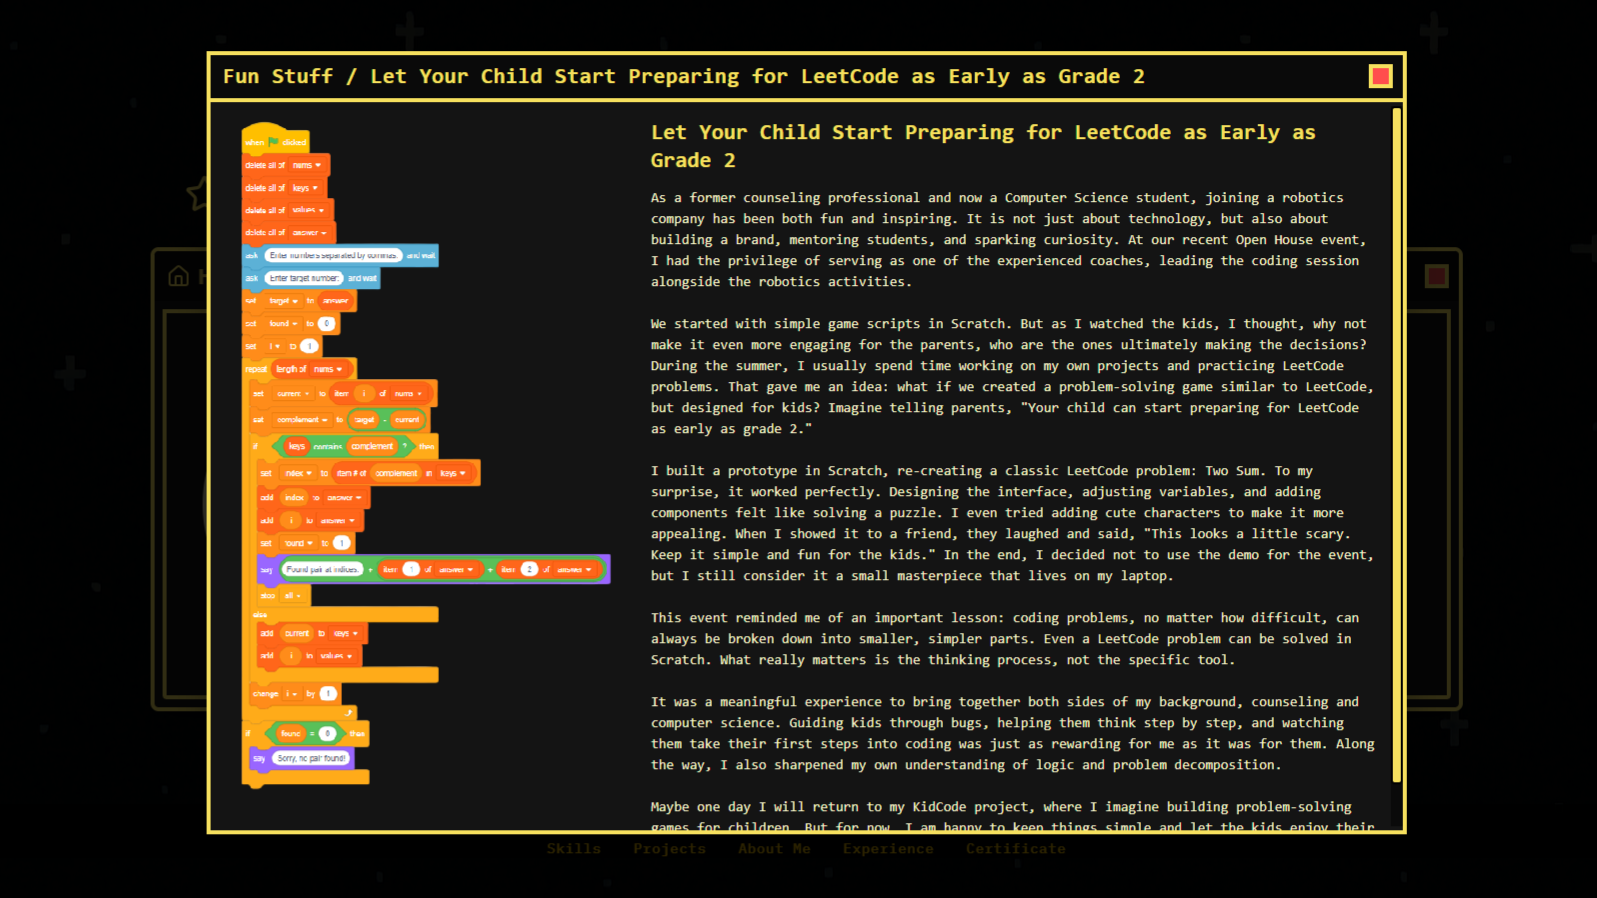 Fun Stuff / Let Your Child Start Preparing for LeetCode as Early as Grade 2
when clicked
delete all of nums
delete all of keys
delete all of values
delete all of answer
ask Enter numbers separated by commas: and wait
ask Enter target number: and wait
set target to answer
set found to 0
set i to 1
repeat length of nums
set current to item i of nums
set complement to target - current
if keys contains complement ? then
set index to item # of complement in keys
add index to answer
add i to answer
set found to 1
say Found pair at indices: + item 1 of answer + item 2 of answer
stop all
else
add current to keys
add i to values
change i by 1
if found = 0 then
say Sorry, no pair found!
Let Your Child Start Preparing for LeetCode as Early as
Grade 2
As a former counseling professional and now a Computer Science student, joining a robotics
company has been both fun and inspiring. It is not just about technology, but also about
building a brand, mentoring students, and sparking curiosity. At our recent Open House event,
I had the privilege of serving as one of the experienced coaches, leading the coding session
alongside the robotics activities.
We started with simple game scripts in Scratch. But as I watched the kids, I thought, why not
make it even more engaging for the parents, who are the ones ultimately making the decisions?
During the summer, I usually spend time working on my own projects and practicing LeetCode
problems. That gave me an idea: what if we created a problem-solving game similar to LeetCode,
but designed for kids? Imagine telling parents, "Your child can start preparing for LeetCode
as early as grade 2."
I built a prototype in Scratch, re-creating a classic LeetCode problem: Two Sum. To my
surprise, it worked perfectly. Designing the interface, adjusting variables, and adding
components felt like solving a puzzle. I even tried adding cute characters to make it more
appealing. When I showed it to a friend, they laughed and said, "This looks a little scary.
Keep it simple and fun for the kids." In the end, I decided not to use the demo for the event,
but I still consider it a small masterpiece that lives on my laptop.
This event reminded me of an important lesson: coding problems, no matter how difficult, can
always be broken down into smaller, simpler parts. Even a LeetCode problem can be solved in
Scratch. What really matters is the thinking process, not the specific tool.
It was a meaningful experience to bring together both sides of my background, counseling and
computer science. Guiding kids through bugs, helping them think step by step, and watching
them take their first steps into coding was just as rewarding for me as it was for them. Along
the way, I also sharpened my own understanding of logic and problem decomposition.
Maybe one day I will return to my KidCode project, where I imagine building problem-solving
games for children. But for now, I am happy to keep things simple and let the kids enjoy their
Skills Projects About Me Experience Certificate